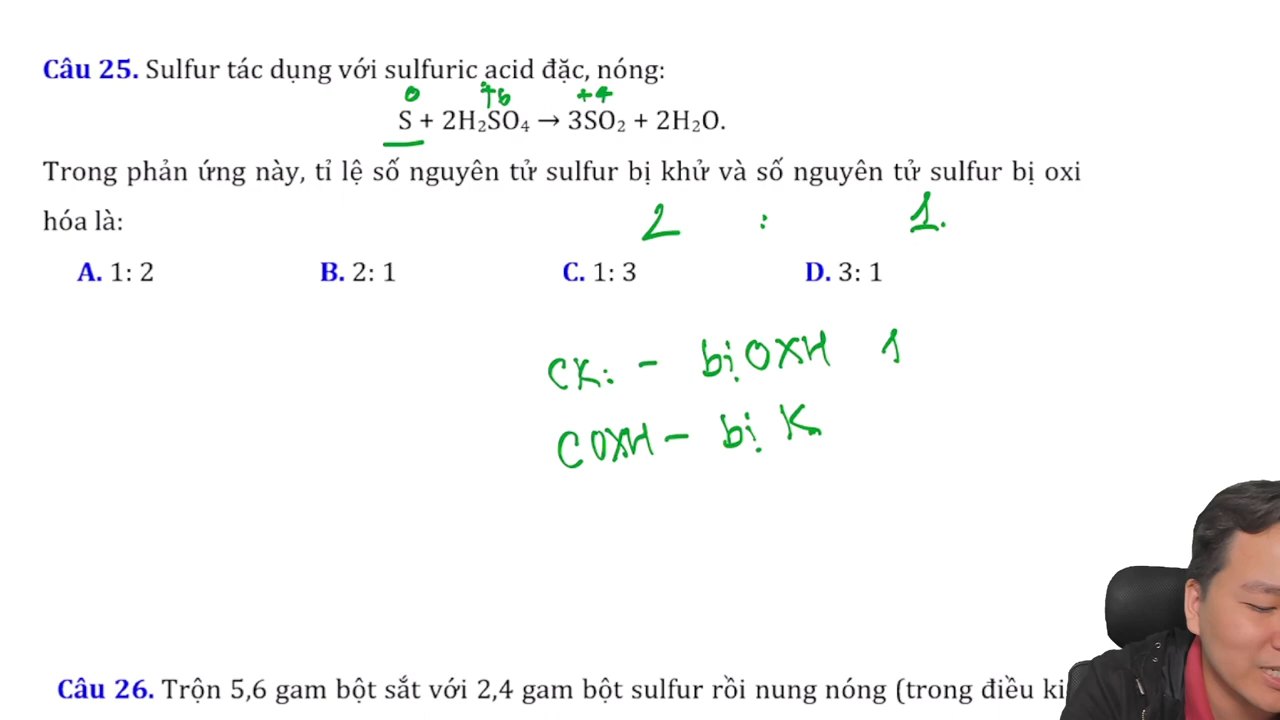 Câu 25. Sulfur tác dụng với sulfuric acid đặc, nóng:
0 +6 +4
S + 2H₂SO₄ → 3SO₂ + 2H₂O.
Trong phản ứng này, tỉ lệ số nguyên tử sulfur bị khử và số nguyên tử sulfur bị oxi
hóa là:
2 : 1.
A. 1: 2 B. 2: 1 C. 1: 3 D. 3: 1
CK: - bị OXH 1
COXH - bị K
Câu 26. Trộn 5,6 gam bột sắt với 2,4 gam bột sulfur rồi nung nóng (trong điều